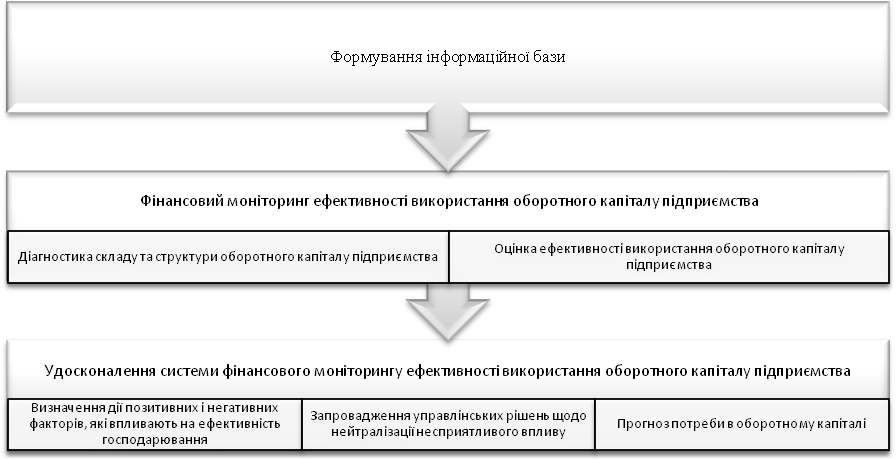 Формування інформаційної бази
Фінансовий моніторинг ефективності використання оборотного капіталу підприємства
Діагностика складу та структури оборотного капіталу підприємства
Оцінка ефективності використання оборотного капіталу
підприємства
Удосконалення системи фінансового моніторингу ефективності використання оборотного капіталу підприємства
Визначення дії позитивних і негативних
факторів, які впливають на ефективність
господарювання
Запровадження управлінських рішень щодо
нейтралізації несприятливого впливу
Прогноз потреби в оборотному капіталі